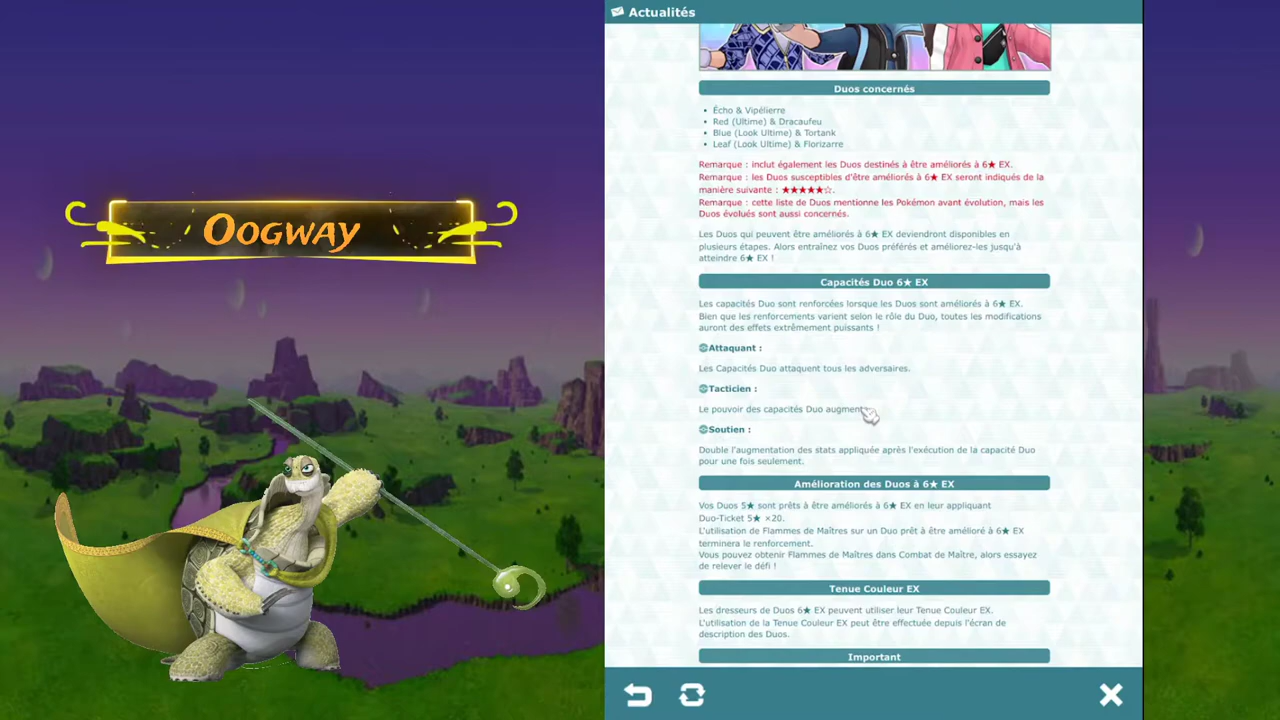 Actualités
Oogway
Duos concernés
• Écho & Vipélierre
• Red (Ultime) & Dracaufeu
• Blue (Look Ultime) & Tortank
• Leaf (Look Ultime) & Florizarre
Remarque : inclut également les Duos destinés à être améliorés à 6★ EX.
Remarque : les Duos susceptibles d'être améliorés à 6★ EX seront indiqués de la
manière suivante : ★★★★★☆.
Remarque : cette liste de Duos mentionne les Pokémon avant évolution, mais les
Duos évolués sont aussi concernés.
Les Duos qui peuvent être améliorés à 6★ EX deviendront disponibles en
plusieurs étapes. Alors entraînez vos Duos préférés et améliorez-les jusqu'à
atteindre 6★ EX !
Capacités Duo 6★ EX
Les capacités Duo sont renforcées lorsque les Duos sont améliorés à 6★ EX.
Bien que les renforcements varient selon le rôle du Duo, toutes les modifications
auront des effets extrêmement puissants !
Attaquant :
Les Capacités Duo attaquent tous les adversaires.
Tacticien :
Le pouvoir des capacités Duo augment
Soutien :
Double l'augmentation des stats appliquée après l'exécution de la capacité Duo
pour une fois seulement.
Amélioration des Duos à 6★ EX
Vos Duos 5★ sont prêts à être améliorés à 6★ EX en leur appliquant
Duo-Ticket 5★ ×20.
L'utilisation de Flammes de Maîtres sur un Duo prêt à être amélioré à 6★ EX
terminera le renforcement.
Vous pouvez obtenir Flammes de Maîtres dans Combat de Maître, alors essayez
de relever le défi !
Tenue Couleur EX
Les dresseurs de Duos 6★ EX peuvent utiliser leur Tenue Couleur EX.
L'utilisation de la Tenue Couleur EX peut être effectuée depuis l'écran de
description des Duos.
Important